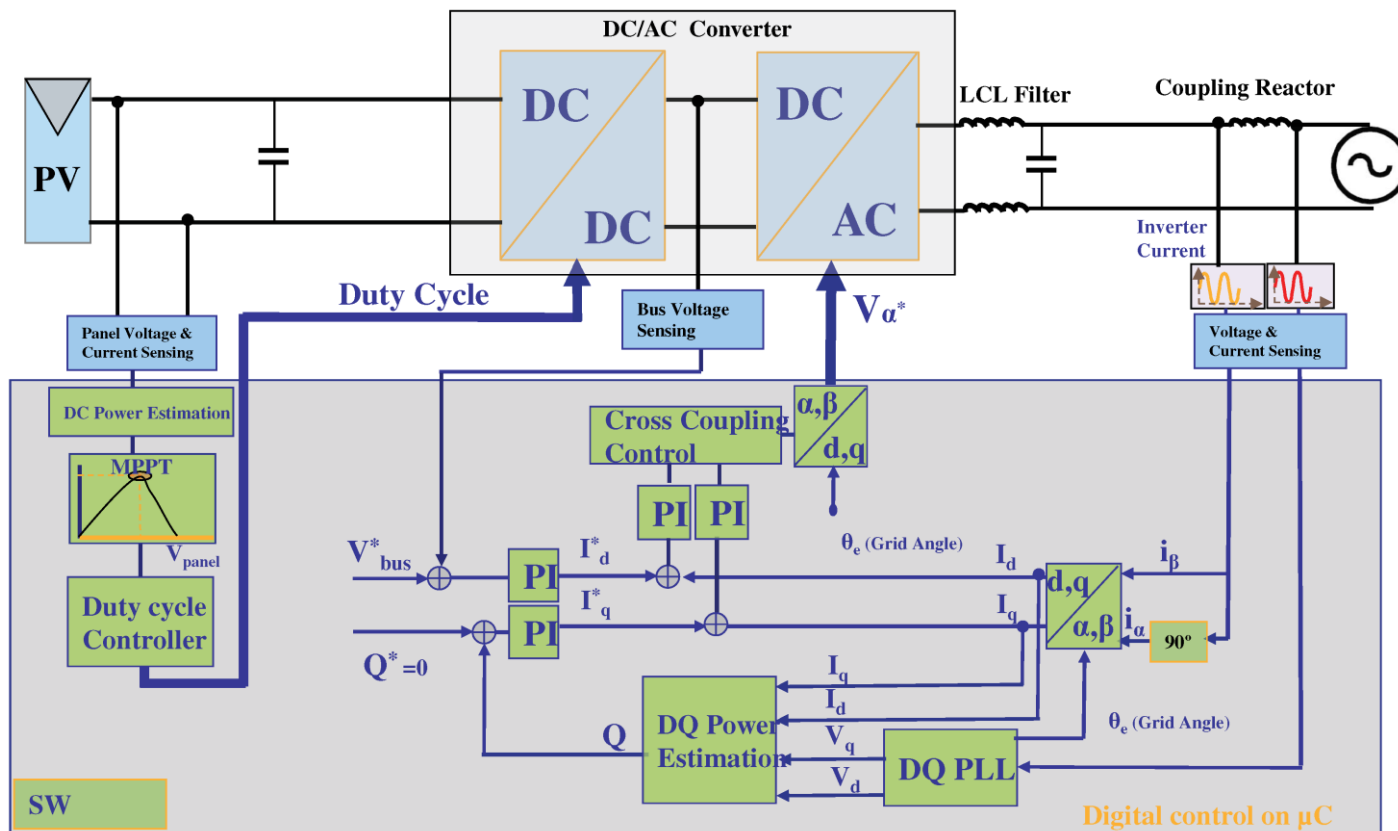 DC/AC Converter
PV
DC
DC
DC
AC
LCL Filter
Coupling Reactor
Inverter
Current
Duty Cycle
Panel Voltage &
Current Sensing
Bus Voltage
Sensing
Vα*
Voltage &
Current Sensing
DC Power Estimation
MPPT
Vpanel
Duty cycle
Controller
Cross Coupling
Control
α,β
d,q
PI
PI
θe (Grid Angle)
V*bus
PI
I*d
Id
d,q
α,β
iβ
PI
I*q
Iq
iα
90º
Q* =0
Iq
Id
Vq
Vd
Q
DQ Power
Estimation
DQ PLL
θe (Grid Angle)
SW
Digital control on µC